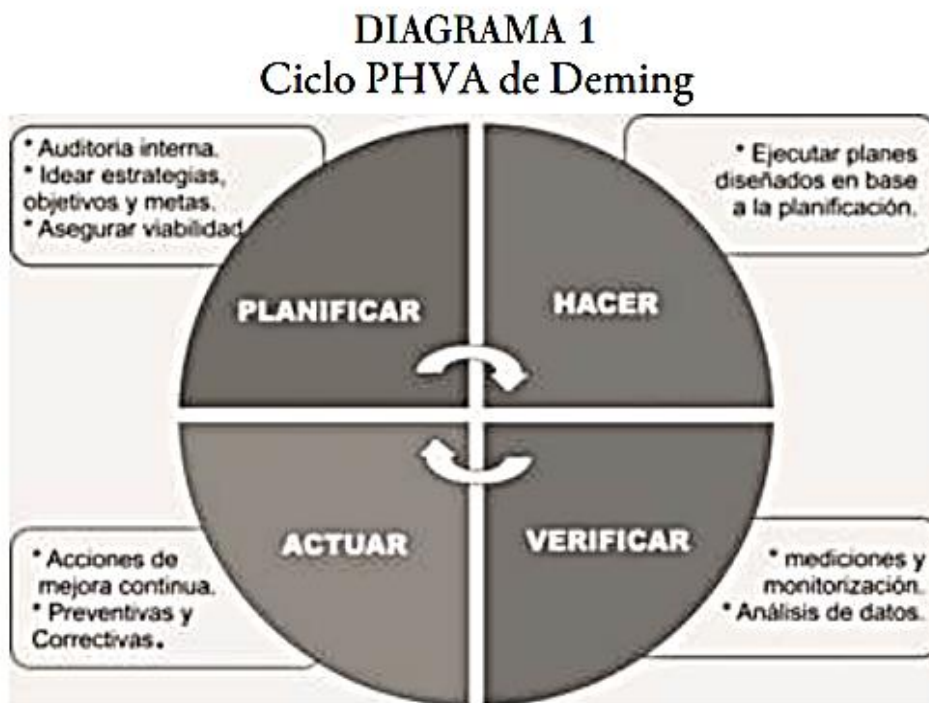 DIAGRAMA 1
Ciclo PHVA de Deming
* Auditoria interna.
* Idear estrategias,
objetivos y metas.
* Asegurar viabilidad
* Ejecutar planes
diseñados en base
a la planificación.
PLANIFICAR
HACER
ACTUAR
VERIFICAR
* Acciones de
mejora continua.
* Preventivas y
Correctivas.
* mediciones y
monitorización.
* Análisis de datos.